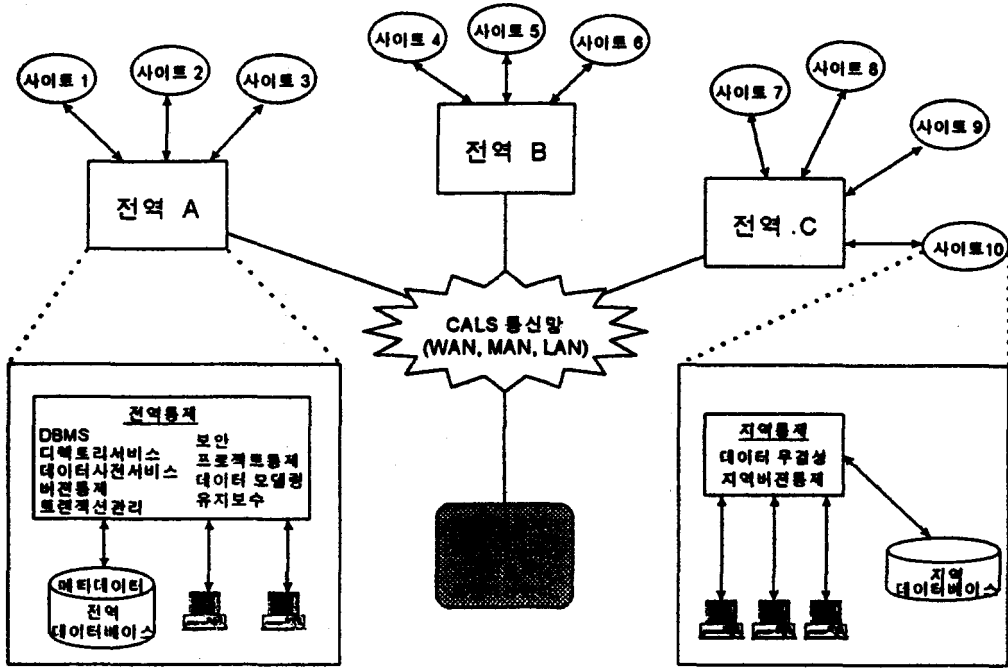 사이트 1
사이트 2
사이트 3
사이트 4
사이트 5
사이트 6
사이트 7
사이트 8
사이트 9
사이트10
전역 A
전역 B
전역 .C
CALS 통신망
(WAN, MAN, LAN)
전역통제
DBMS
디렉토리서비스
데이터사전서비스
버전통제
트랜잭션관리
보안
프로젝트통제
데이터 모델링
유지보수
메타데이터
전역
데이터베이스
지역통제
데이터 무결성
지역버전통제
지역
데이터베이스